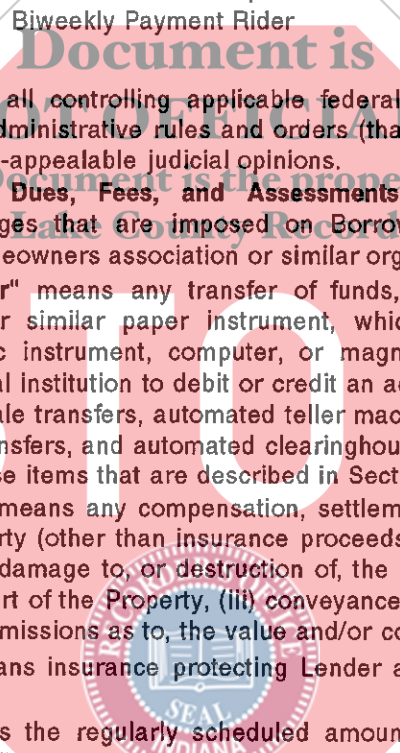 Biweekly Payment Rider
Document is
NOT OFFICIAL
all controlling applicable federal
dministrative rules and orders (tha
-appealable judicial opinions.
Document is the prope
Dues, Fees, and Assessments
ges that are imposed on Borrow
Lake County Record
eowners association or similar org
r" means any transfer of funds,
r similar paper instrument, whic
c instrument, computer, or magn
al institution to debit or credit an ac
ale transfers, automated teller mac
nsfers, and automated clearinghou
STO
se items that are described in Sect
means any compensation, settlem
rty (other than insurance proceeds
damage to, or destruction of, the
rt of the Property, (iii) conveyance
missions as to, the value and/or co
ans insurance protecting Lender a
s the regularly scheduled amoun
SEAL
INDIANA